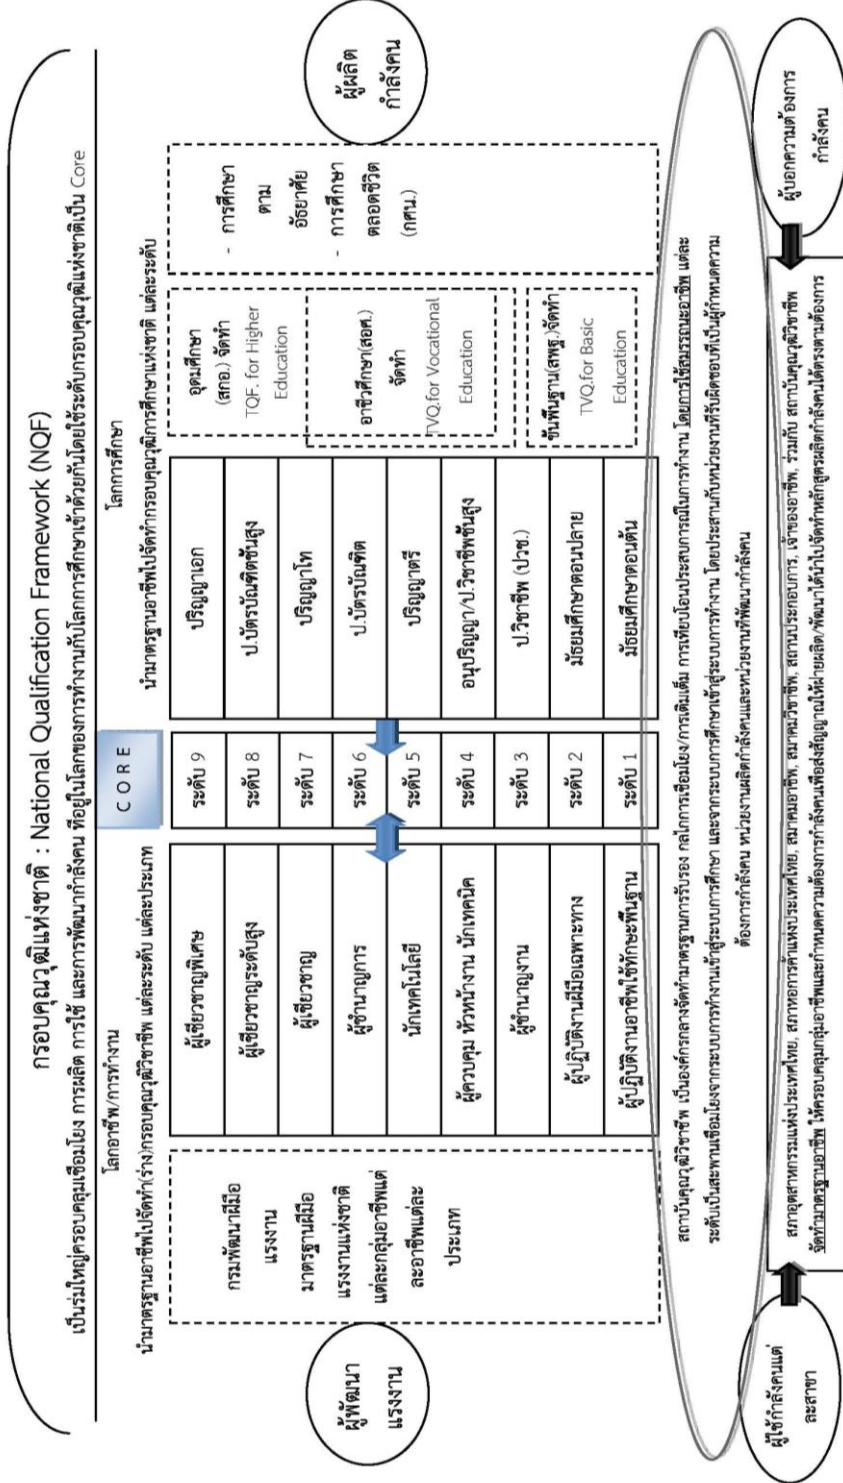 กรอบคุณวุฒิแห่งชาติ : National Qualification Framework (NQF)
เป็นร่มใหญ่ครอบคลุมเชื่อมโยง การผลิต การใช้ และการพัฒนากำลังคน ที่อยู่ในโลกของการทำงานกับโลกการศึกษาเข้าด้วยกันโดยใช้ระดับกรอบคุณวุฒิแห่งชาติเป็น Core
โลกอาชีพ/การทำงาน
CORE
โลกการศึกษา
นำมาตรฐานอาชีพไปจัดทำ(ร่าง)กรอบคุณวุฒิวิชาชีพ แต่ละระดับ แต่ละประเภท
นำมาตรฐานอาชีพไปจัดทำกรอบคุณวุฒิการศึกษาแห่งชาติ แต่ละระดับ
ผู้พัฒนา
แรงงาน
กรมพัฒนาฝีมือ
แรงงาน
มาตรฐานฝีมือ
แรงงานแห่งชาติ
แต่ละกลุ่มอาชีพแต่
ละอาชีพแต่ละ
ประเภท
ผู้เชี่ยวชาญพิเศษ
ระดับ 9
ปริญญาเอก
ผู้เชี่ยวชาญระดับสูง
ระดับ 8
ป.บัตรบัณฑิตชั้นสูง
ผู้เชี่ยวชาญ
ระดับ 7
ปริญญาโท
ผู้ชำนาญการ
ระดับ 6
ป.บัตรบัณฑิต
นักเทคโนโลยี
ระดับ 5
ปริญญาตรี
ผู้ควบคุม หัวหน้างาน นักเทคนิค
ระดับ 4
อนุปริญญา/ป.วิชาชีพชั้นสูง
ผู้ชำนาญงาน
ระดับ 3
ป.วิชาชีพ (ปวช.)
ผู้ปฏิบัติงานฝีมือเฉพาะทาง
ระดับ 2
มัธยมศึกษาตอนปลาย
ผู้ปฏิบัติงานอาชีพใช้ทักษะพื้นฐาน
ระดับ 1
มัธยมศึกษาตอนต้น
อุดมศึกษา
(สกอ.) จัดทำ
TQF. for Higher
Education
อาชีวศึกษา(สอศ.)
จัดทำ
TVQ.for Vocational
Education
ขั้นพื้นฐาน(สพฐ.)จัดทำ
TVQ.for Basic
Education
- การศึกษา
ตาม
อัธยาศัย
- การศึกษา
ตลอดชีวิต
(กศน.)
ผู้ผลิต
กำลังคน
สถาบันคุณวุฒิวิชาชีพ เป็นองค์กรกลางจัดทำมาตรฐานการรับรอง กลไกการเชื่อมโยง/การเติมเต็ม การเทียบโอนประสบการณ์ในการทำงาน โดยการใช้สมรรถนะอาชีพ แต่ละ
ระดับเป็นสะพานเชื่อมโยงจากระบบการทำงานเข้าสู่ระบบการศึกษา และจากระบบการศึกษาเข้าสู่ระบบการทำงาน โดยประสานกับหน่วยงานที่รับผิดชอบที่เป็นผู้กำหนดความ
ต้องการกำลังคน หน่วยงานผลิตกำลังคนและหน่วยงานที่พัฒนากำลังคน
ผู้ใช้กำลังคนแต่
ละสาขา
สภาอุตสาหกรรมแห่งประเทศไทย, สภาหอการค้าแห่งประเทศไทย, สมาคมอาชีพ, สมาคมวิชาชีพ, สถานประกอบการ, เจ้าของอาชีพ, ร่วมกับ สถาบันคุณวุฒิวิชาชีพ
จัดทำมาตรฐานอาชีพ ให้ครอบคลุมกลุ่มอาชีพและกำหนดความต้องการกำลังคนเพื่อส่งสัญญาณให้ฝ่ายผลิต/พัฒนาได้นำไปจัดทำหลักสูตรผลิตกำลังคนได้ตรงตามต้องการ
ผู้บอกความต้องการ
กำลังคน